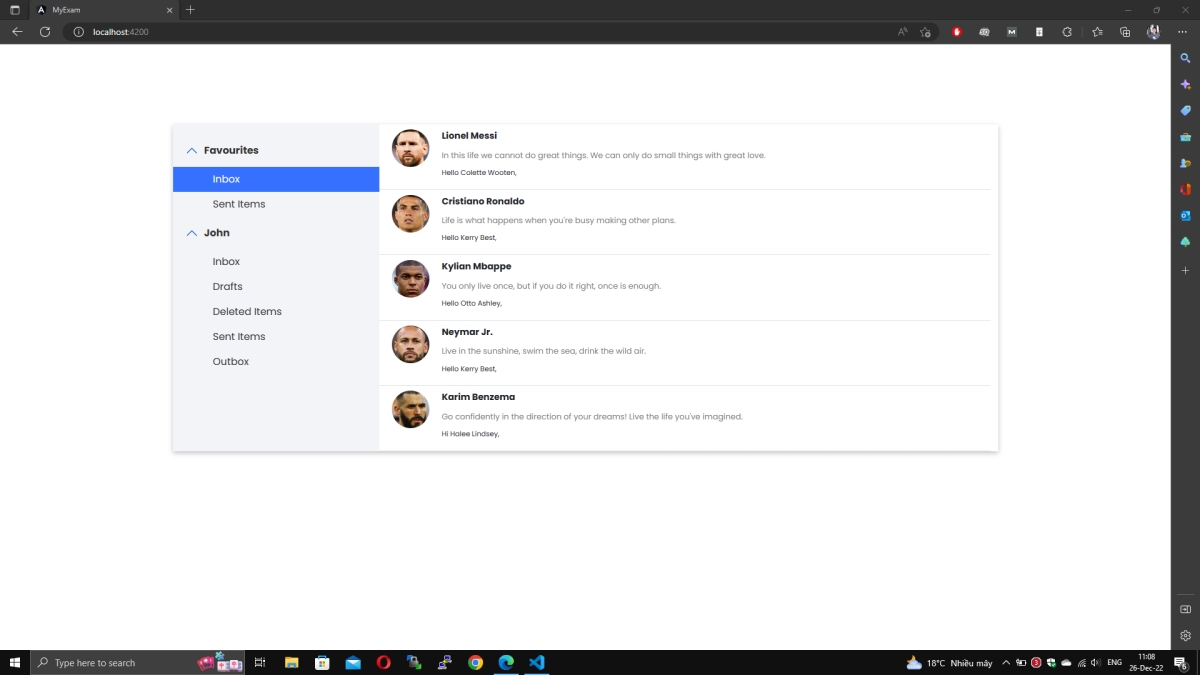 MyExam
localhost:4200
Favourites
Inbox
Sent Items
John
Inbox
Drafts
Deleted Items
Sent Items
Outbox
Lionel Messi
In this life we cannot do great things. We can only do small things with great love.
Hello Colette Wooten,
Cristiano Ronaldo
Life is what happens when you're busy making other plans.
Hello Kerry Best,
Kylian Mbappe
You only live once, but if you do it right, once is enough.
Hello Otto Ashley,
Neymar Jr.
Live in the sunshine, swim the sea, drink the wild air.
Hello Kerry Best,
Karim Benzema
Go confidently in the direction of your dreams! Live the life you've imagined.
Hi Halee Lindsey,
Type here to search
18°C Nhiều mây
ENG
11:08
26-Dec-22